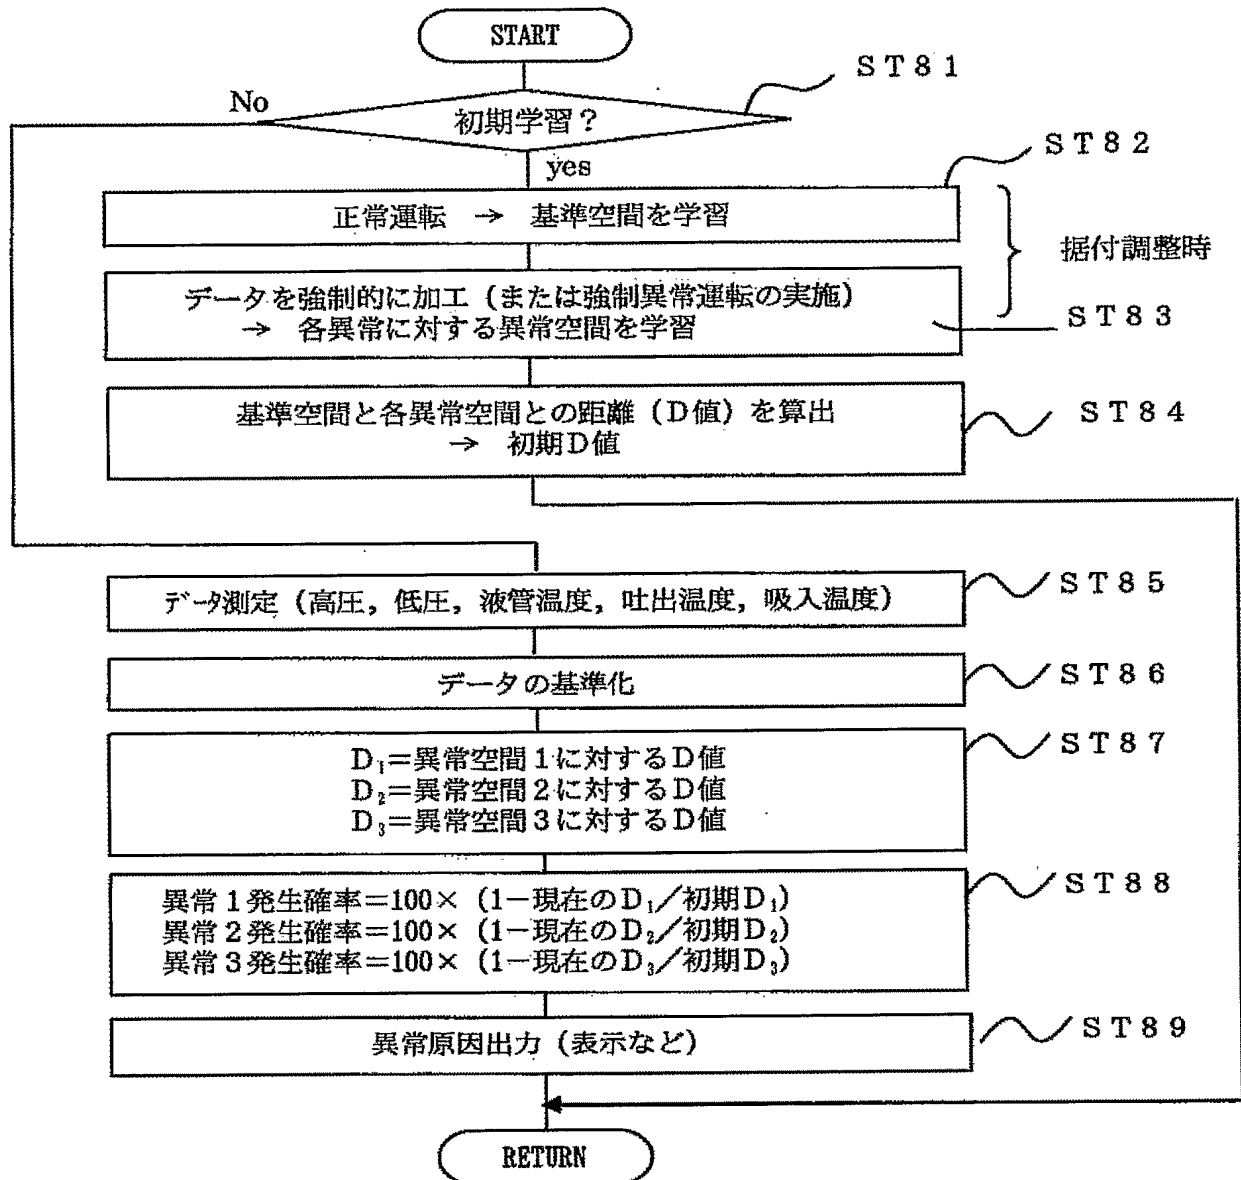 START
ST81
No
初期学習？
yes
ST82
正常運転 → 基準空間を学習
据付調整時
データを強制的に加工（または強制異常運転の実施）
→ 各異常に対する異常空間を学習
ST83
基準空間と各異常空間との距離（D値）を算出
→ 初期D値
ST84
データ測定（高圧，低圧，液管温度，吐出温度，吸入温度）
ST85
データの基準化
ST86
D₁＝異常空間1に対するD値
D₂＝異常空間2に対するD値
D₃＝異常空間3に対するD値
ST87
異常1発生確率＝100×（1−現在のD₁／初期D₁）
異常2発生確率＝100×（1−現在のD₂／初期D₂）
異常3発生確率＝100×（1−現在のD₃／初期D₃）
ST88
異常原因出力（表示など）
ST89
RETURN